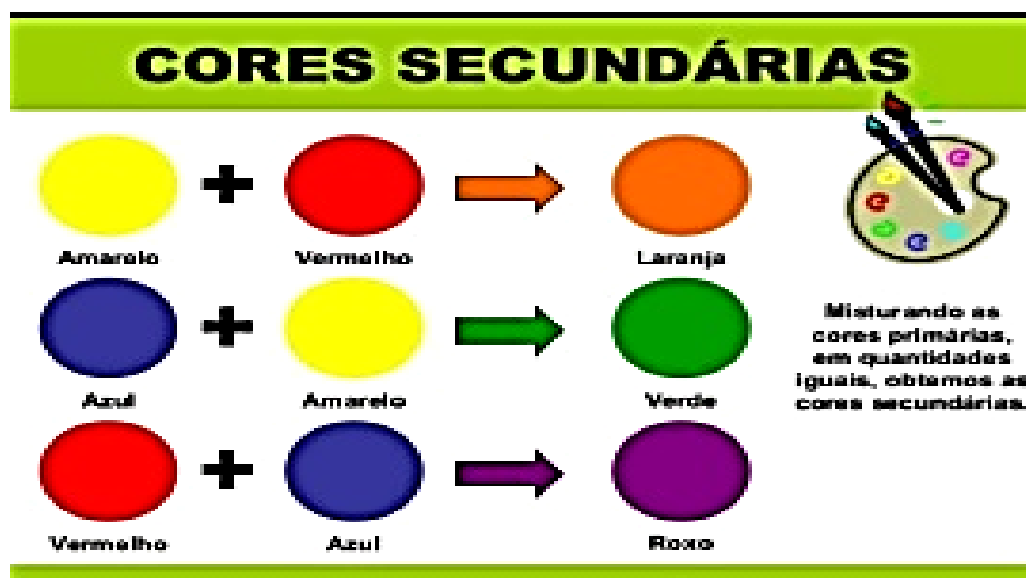 CORES SECUNDÁRIAS
Amarelo Vermelho Laranja
Azul Amarelo Verde
Vermelho Azul Roxo
Misturando as
cores primárias,
em quantidades
iguais, obtemos as
cores secundárias.